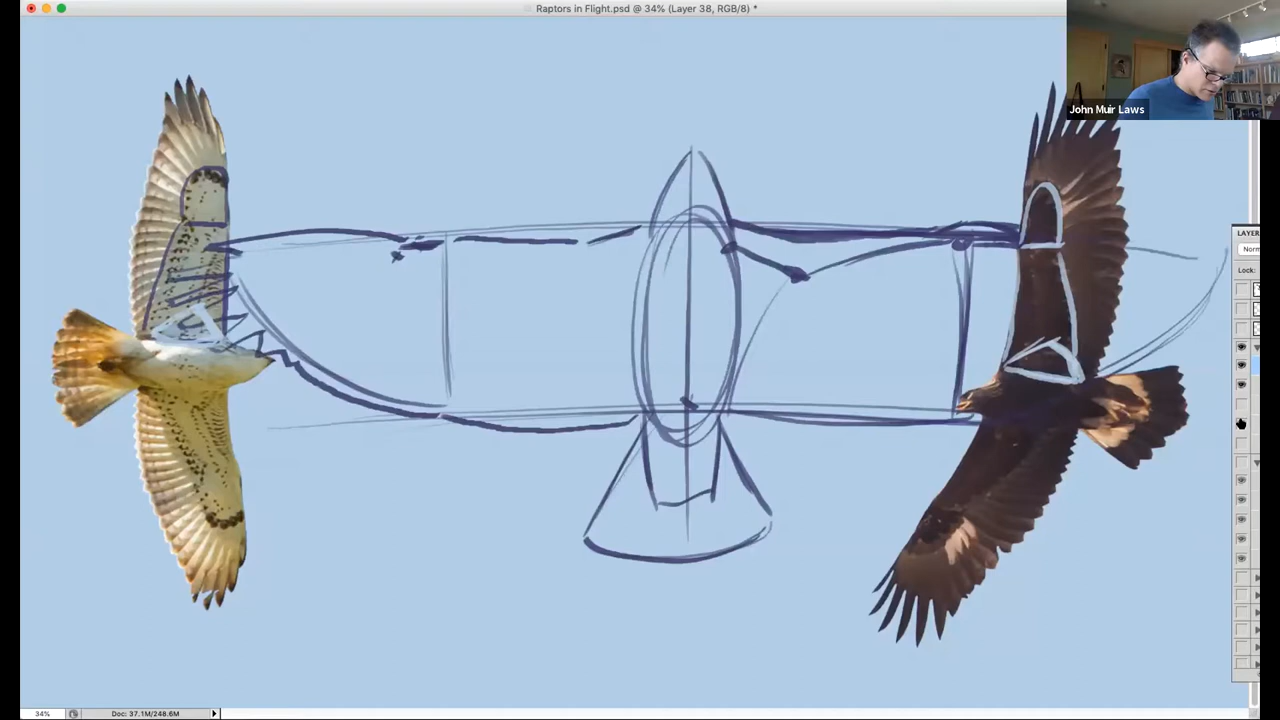 Raptors in Flight.psd @ 34% (Layer 38, RGB/8) *
John Muir Laws
LAYER
Norm
Lock:
34%
Doc: 37.1M/248.6M